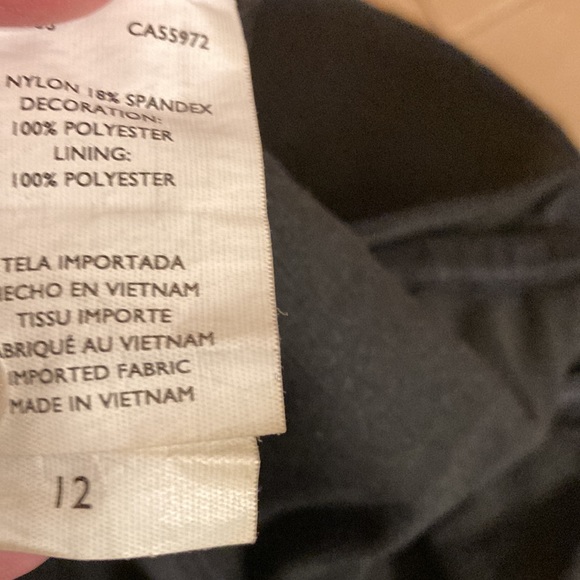 CA55972
NYLON 18% SPANDEX
DECORATION:
100% POLYESTER
LINING:
100% POLYESTER
TELA IMPORTADA
ECHO EN VIETNAM
TISSU IMPORTE
ABRIQUÉ AU VIETNAM
IMPORTED FABRIC
MADE IN VIETNAM
12